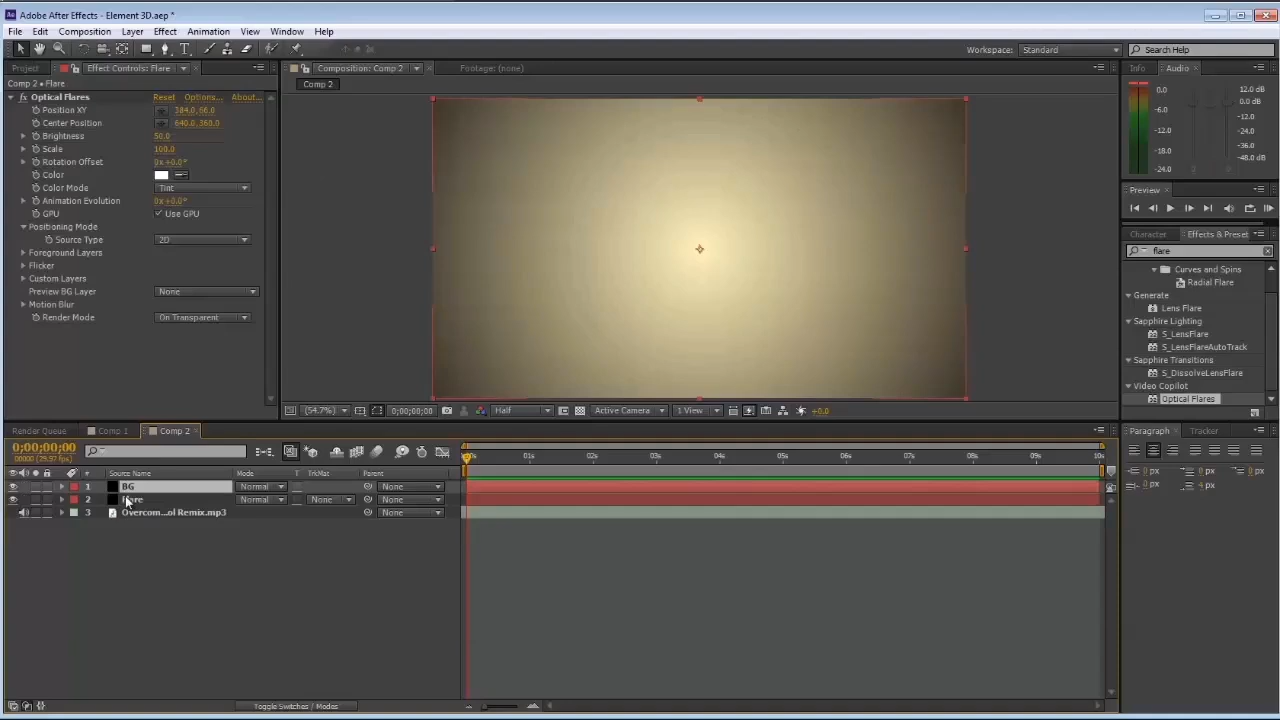 Adobe After Effects - Element 3D.aep *
File Edit Composition Layer Effect Animation View Window Help
Workspace: Standard Search Help
Project Effect Controls: Flare Composition: Comp 2 Footage: (none) Info Audio
Comp 2 • Flare
Comp 2
Optical Flares Reset Options... About...
Position XY 384.0, 66.0
Center Position 640.0, 360.0
Brightness 50.0
Scale 100.0
Rotation Offset 0x +0.0°
Color
Color Mode Tint
Animation Evolution 0x +0.0°
GPU Use GPU
Positioning Mode
Source Type 2D
Foreground Layers
Flicker
Custom Layers
Preview BG Layer None
Motion Blur
Render Mode On Transparent
0.0 12.0 dB
-6.0 0.0 dB
-12.0 -12.0
-18.0 -24.0
-36.0
-24.0 -48.0 dB
Preview
Character Effects & Preset
flare
Curves and Spins
Radial Flare
Generate
Lens Flare
Sapphire Lighting
S_LensFlare
S_LensFlareAutoTrack
Sapphire Transitions
S_DissolveLensFlare
Video Copilot
Optical Flares
(54.7%) 0;00;00;00 Half Active Camera 1 View +0.0
Render Queue Comp 1 Comp 2
0;00;00;00
00000 (29.97 fps)
# Source Name Mode T TrkMat Parent
00s 01s 02s 03s 04s 05s 06s 07s 08s 09s 10s
1 BG Normal None
2 Flare Normal None None
3 Overcom...ol Remix.mp3 None
Toggle Switches / Modes
Paragraph Tracker
0 px 0 px 0 px
0 px 4 px